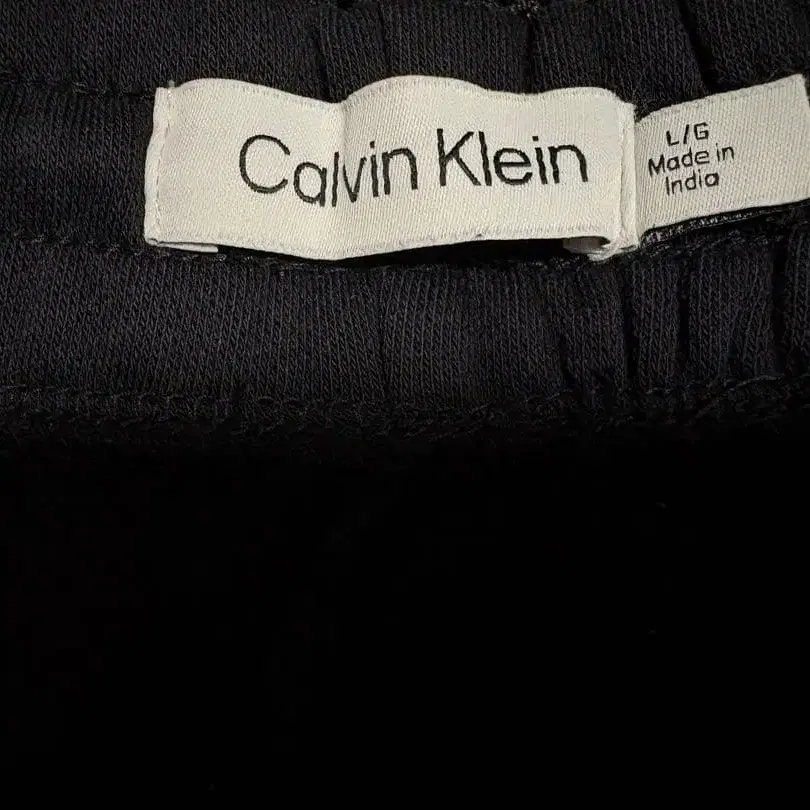 Calvin Klein
L/G
Made in
India